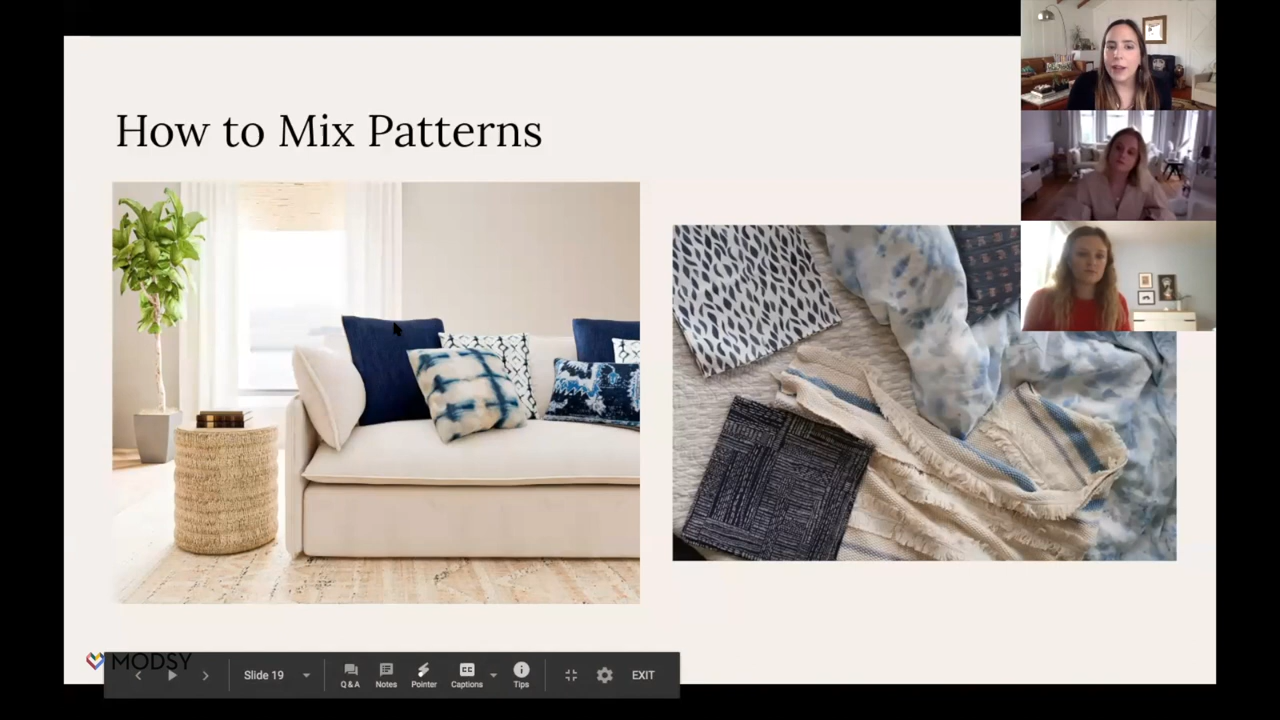 How to Mix Patterns
MODSY
Slide 19
Q&A
Notes
Pointer
Captions
Tips
EXIT